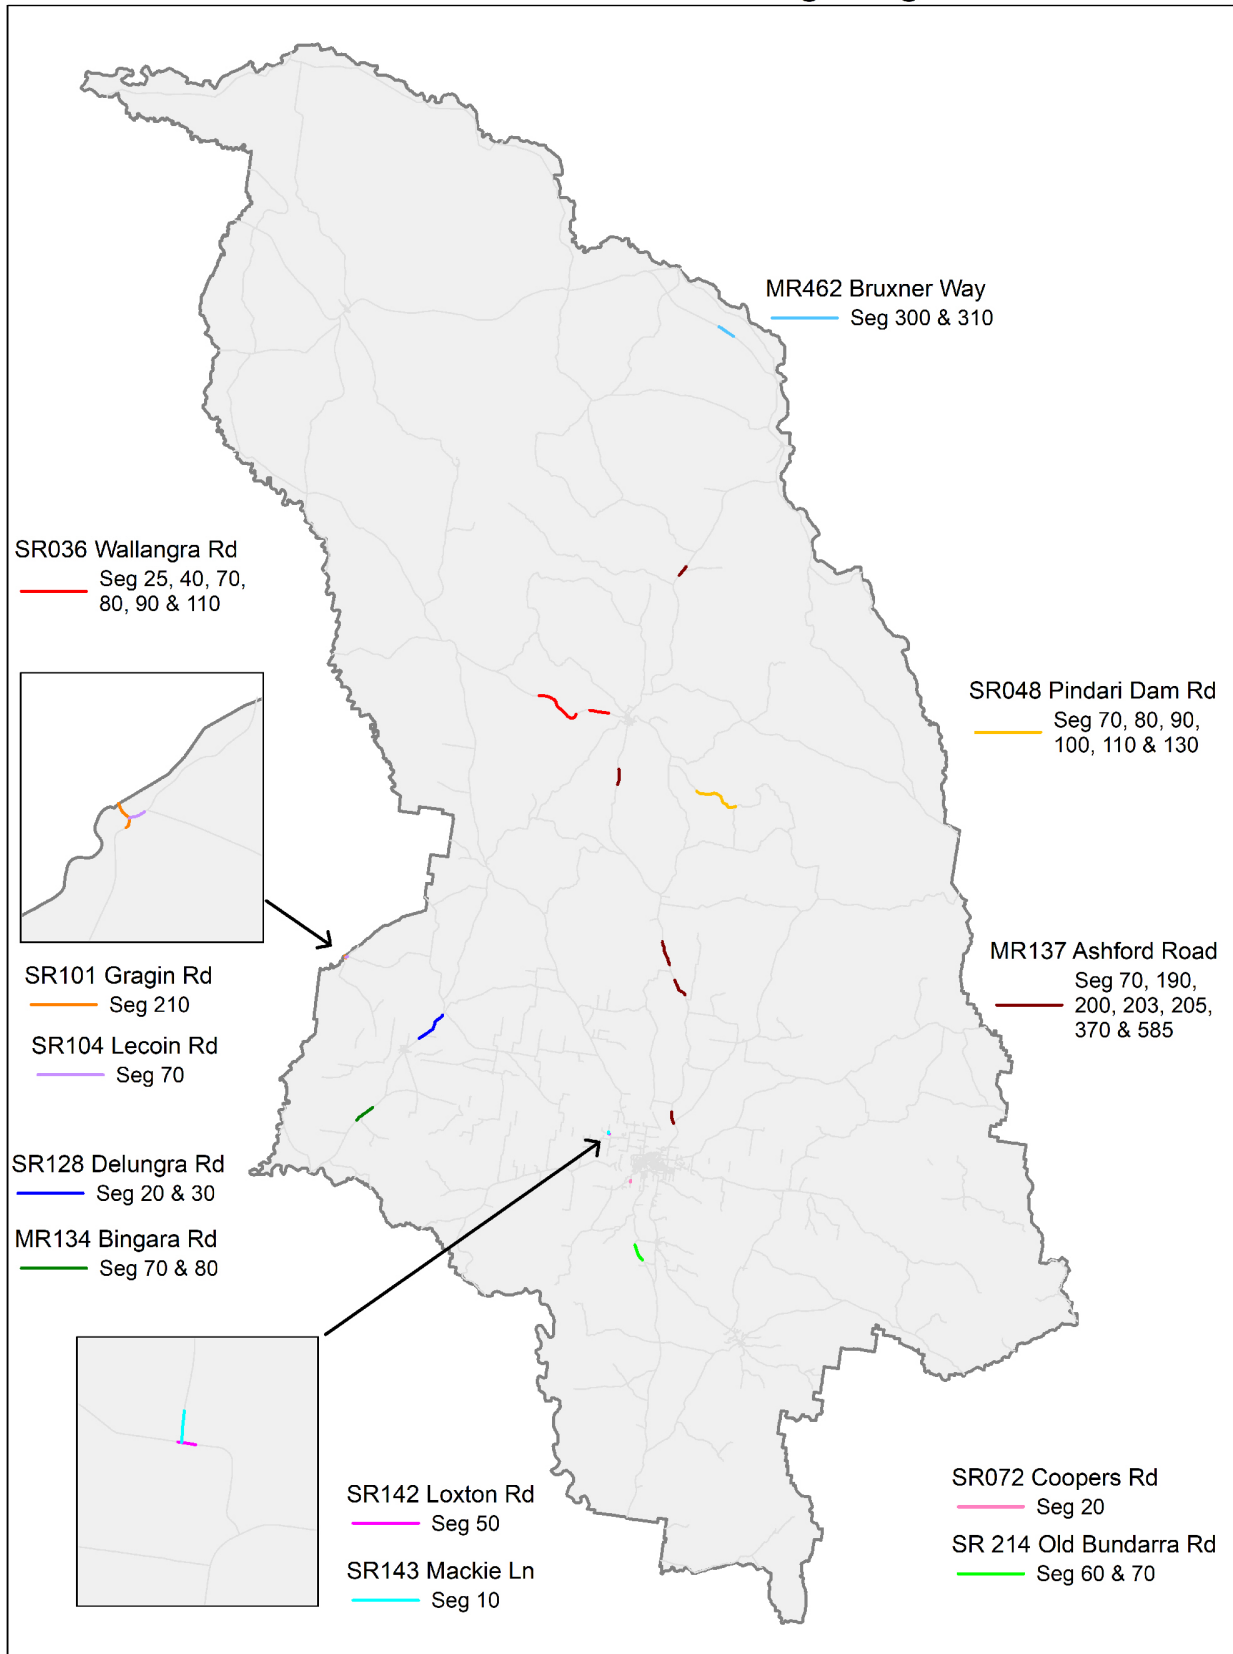 MR462 Bruxner Way
Seg 300 & 310
SR036 Wallangra Rd
Seg 25, 40, 70,
80, 90 & 110
SR048 Pindari Dam Rd
Seg 70, 80, 90,
100, 110 & 130
MR137 Ashford Road
Seg 70, 190,
200, 203, 205,
370 & 585
SR101 Gragin Rd
Seg 210
SR104 Lecoin Rd
Seg 70
SR128 Delungra Rd
Seg 20 & 30
MR134 Bingara Rd
Seg 70 & 80
SR142 Loxton Rd
Seg 50
SR143 Mackie Ln
Seg 10
SR072 Coopers Rd
Seg 20
SR 214 Old Bundarra Rd
Seg 60 & 70